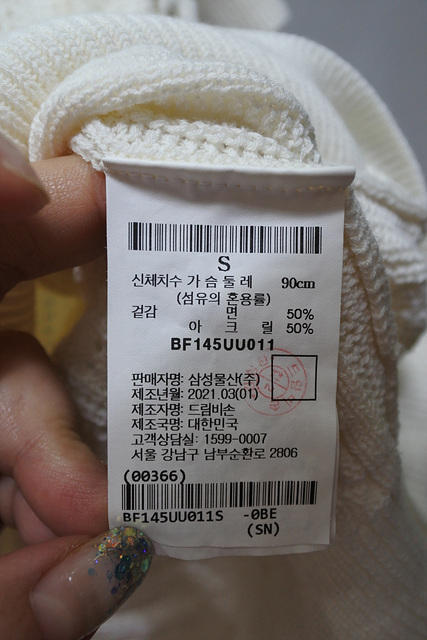 S
신체치수 가 슴 둘 레 90cm
(섬유의 혼용률)
겉감 면 50%
아 크 릴 50%
BF145UU011
판매자명: 삼성물산(주)
제조년월: 2021.03(01)
제조자명: 드림비손
제조국명: 대한민국
고객상담실: 1599-0007
서울 강남구 남부순환로 2806
(00366)
BF145UU011S -0BE
(SN)